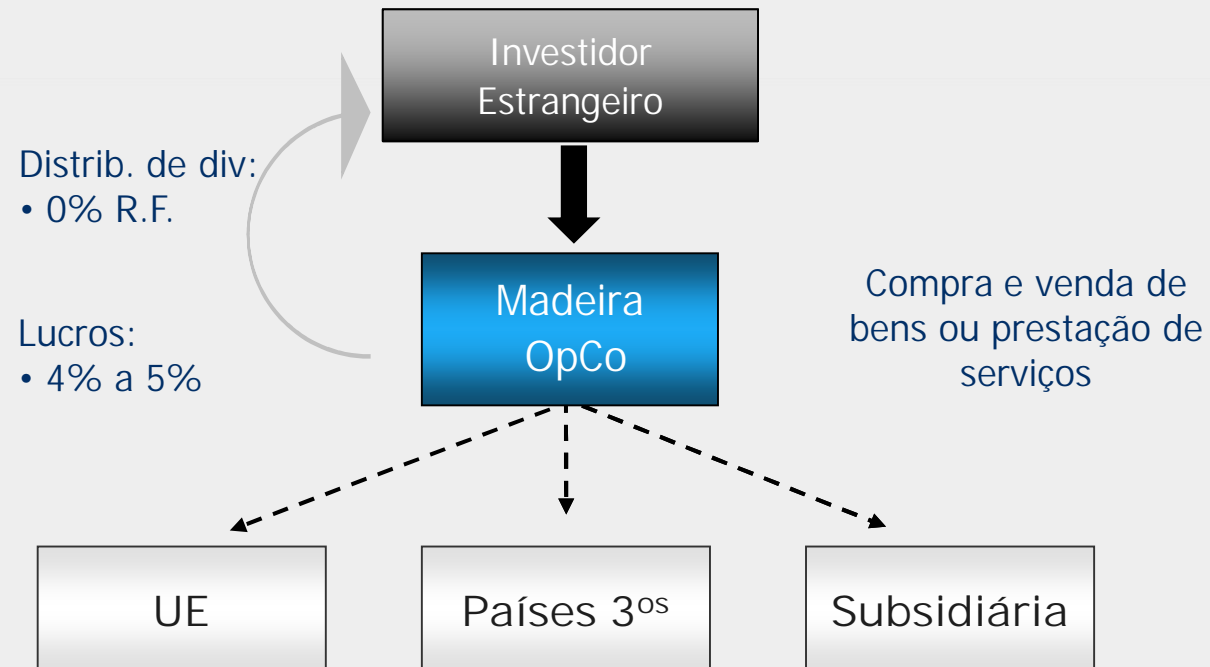 Investidor
Estrangeiro
Distrib. de div:
• 0% R.F.
Lucros:
• 4% a 5%
Madeira
OpCo
Compra e venda de
bens ou prestação de
serviços
UE
Países 3ºˢ
Subsidiária